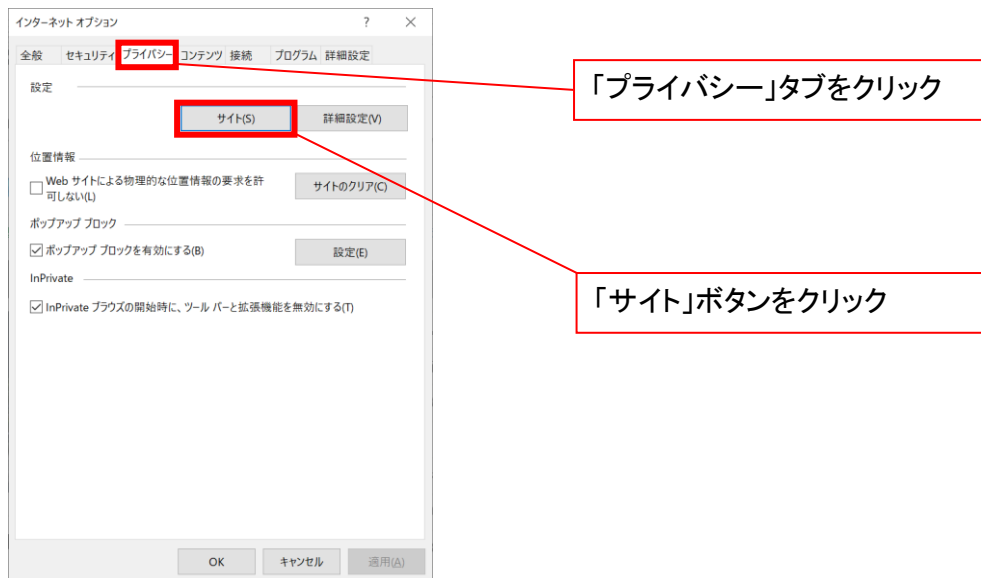 インターネット オプション ? ×
全般 セキュリティ プライバシー コンテンツ 接続 プログラム 詳細設定
「プライバシー」タブをクリック
設定
サイト(S) 詳細設定(V)
位置情報
Web サイトによる物理的な位置情報の要求を許
可しない(L)
サイトのクリア(C)
ポップアップ ブロック
ポップアップ ブロックを有効にする(B) 設定(E)
InPrivate
「サイト」ボタンをクリック
InPrivate ブラウズの開始時に、ツール バーと拡張機能を無効にする(T)
OK キャンセル 適用(A)